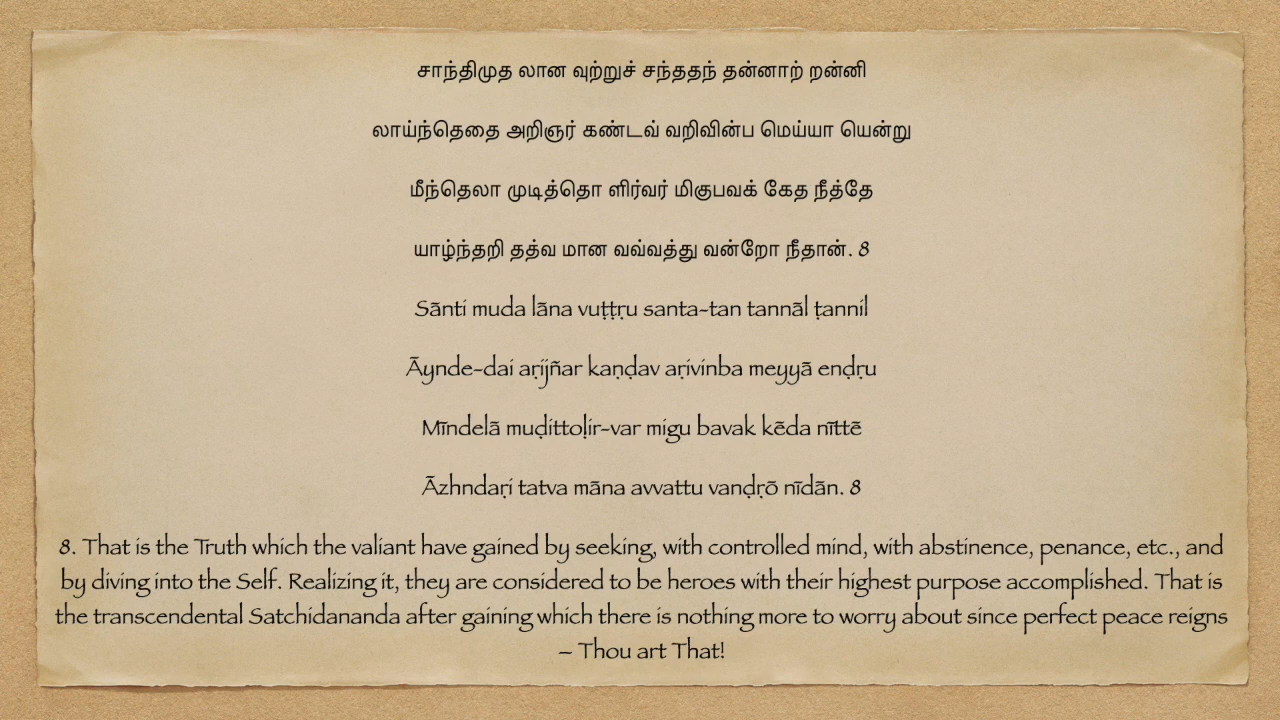 சாந்திமுத லான வுற்றுச் சந்ததந் தன்னாற் றன்னி
லாய்ந்தெதை அறிஞர் கண்டவ் வறிவின்ப மெய்யா யென்று
மீந்தெலா முடித்தொ ளிர்வர் மிகுபவக் கேத நீத்தே
யாழ்ந்தறி தத்வ மான வவ்வத்து வன்றோ நீதான். 8
Sānti muda lāna vuṭṭṛu santa-tan tannāl ṭannil
Āynde-dai aṛijñar kaṇḍav aṛivinba meyyā enḍṛu
Mīndelā muḍittoḷir-var migu bavak kēda nīttē
Āzhndaṛi tatva māna avvattu vanḍṛō nīdān. 8
8. That is the Truth which the valiant have gained by seeking, with controlled mind, with abstinence, penance, etc., and
by diving into the Self. Realizing it, they are considered to be heroes with their highest purpose accomplished. That is
the transcendental Satchidananda after gaining which there is nothing more to worry about since perfect peace reigns
– Thou art That!